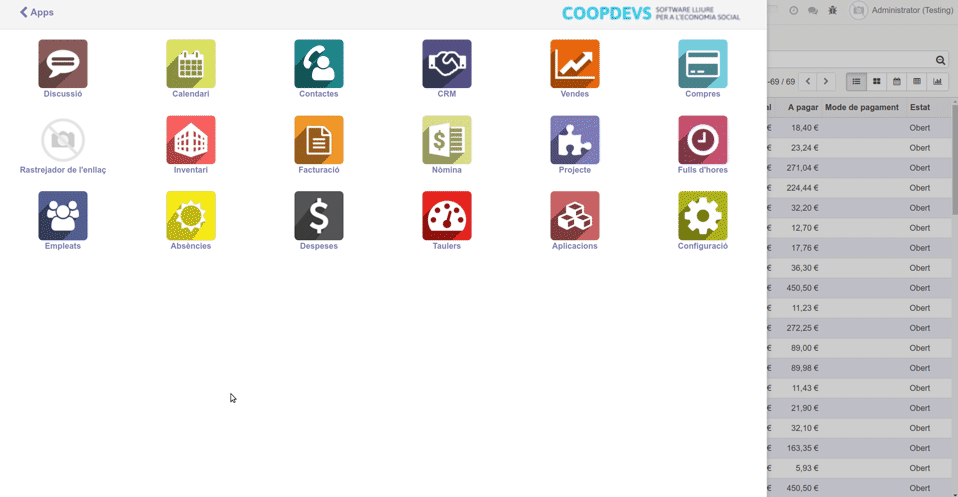 Apps
COOPDEVS SOFTWARE LLIURE
PER A L'ECONOMIA SOCIAL
Administrator (Testing)
Discussió Calendari Contactes CRM Vendes Compres
Rastrejador de l'enllaç Inventari Facturació Nòmina Projecte Fulls d'hores
Empleats Absències Despeses Taulers Aplicacions Configuració
-69 / 69
al A pagar Mode de pagament Estat
€ 18,40 € Obert
€ 23,24 € Obert
€ 271,04 € Obert
€ 224,44 € Obert
€ 32,20 € Obert
€ 12,70 € Obert
€ 17,76 € Obert
€ 36,30 € Obert
€ 450,50 € Obert
€ 11,23 € Obert
€ 272,25 € Obert
€ 89,00 € Obert
€ 89,98 € Obert
€ 11,43 € Obert
€ 21,90 € Obert
€ 32,10 € Obert
€ 163,35 € Obert
€ 5,93 € Obert
€ 450,50 € Obert